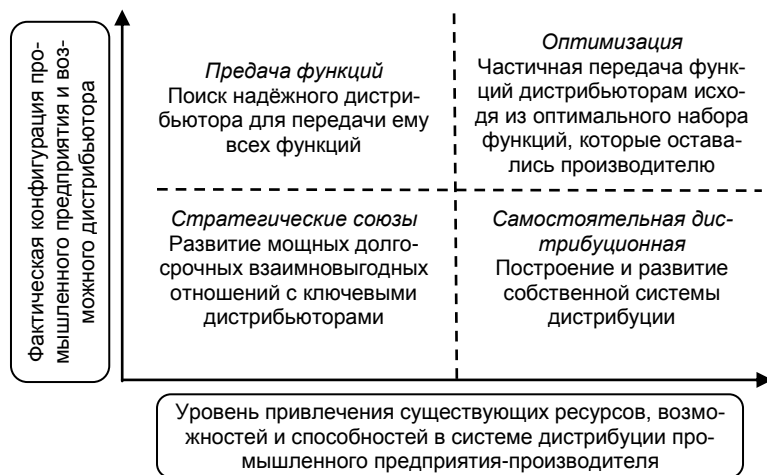 Фактическая конфигурация про-
мышленного предприятия и воз-
можного дистрибьютора
Предача функций
Поиск надёжного дистри-
бьютора для передачи ему
всех функций
Оптимизация
Частичная передача функ-
ций дистрибьюторам исхо-
дя из оптимального набора
функций, которые остава-
лись производителю
Стратегические союзы
Развитие мощных долго-
срочных взаимновыгодных
отношений с ключевыми
дистрибьюторами
Самостоятельная дис-
трибуционная
Построение и развитие
собственной системы
дистрибуции
Уровень привлечения существующих ресурсов, возмо-
жностей и способностей в системе дистрибуции про-
мышленного предприятия-производителя